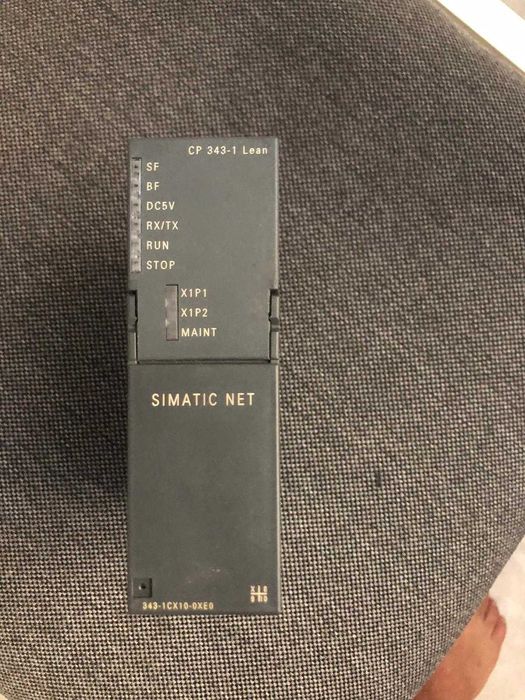 CP 343-1 Lean
SF
BF
DC5V
RX/TX
RUN
STOP
X1P1
X1P2
MAINT
SIMATIC NET
343-1CX10-0XE0